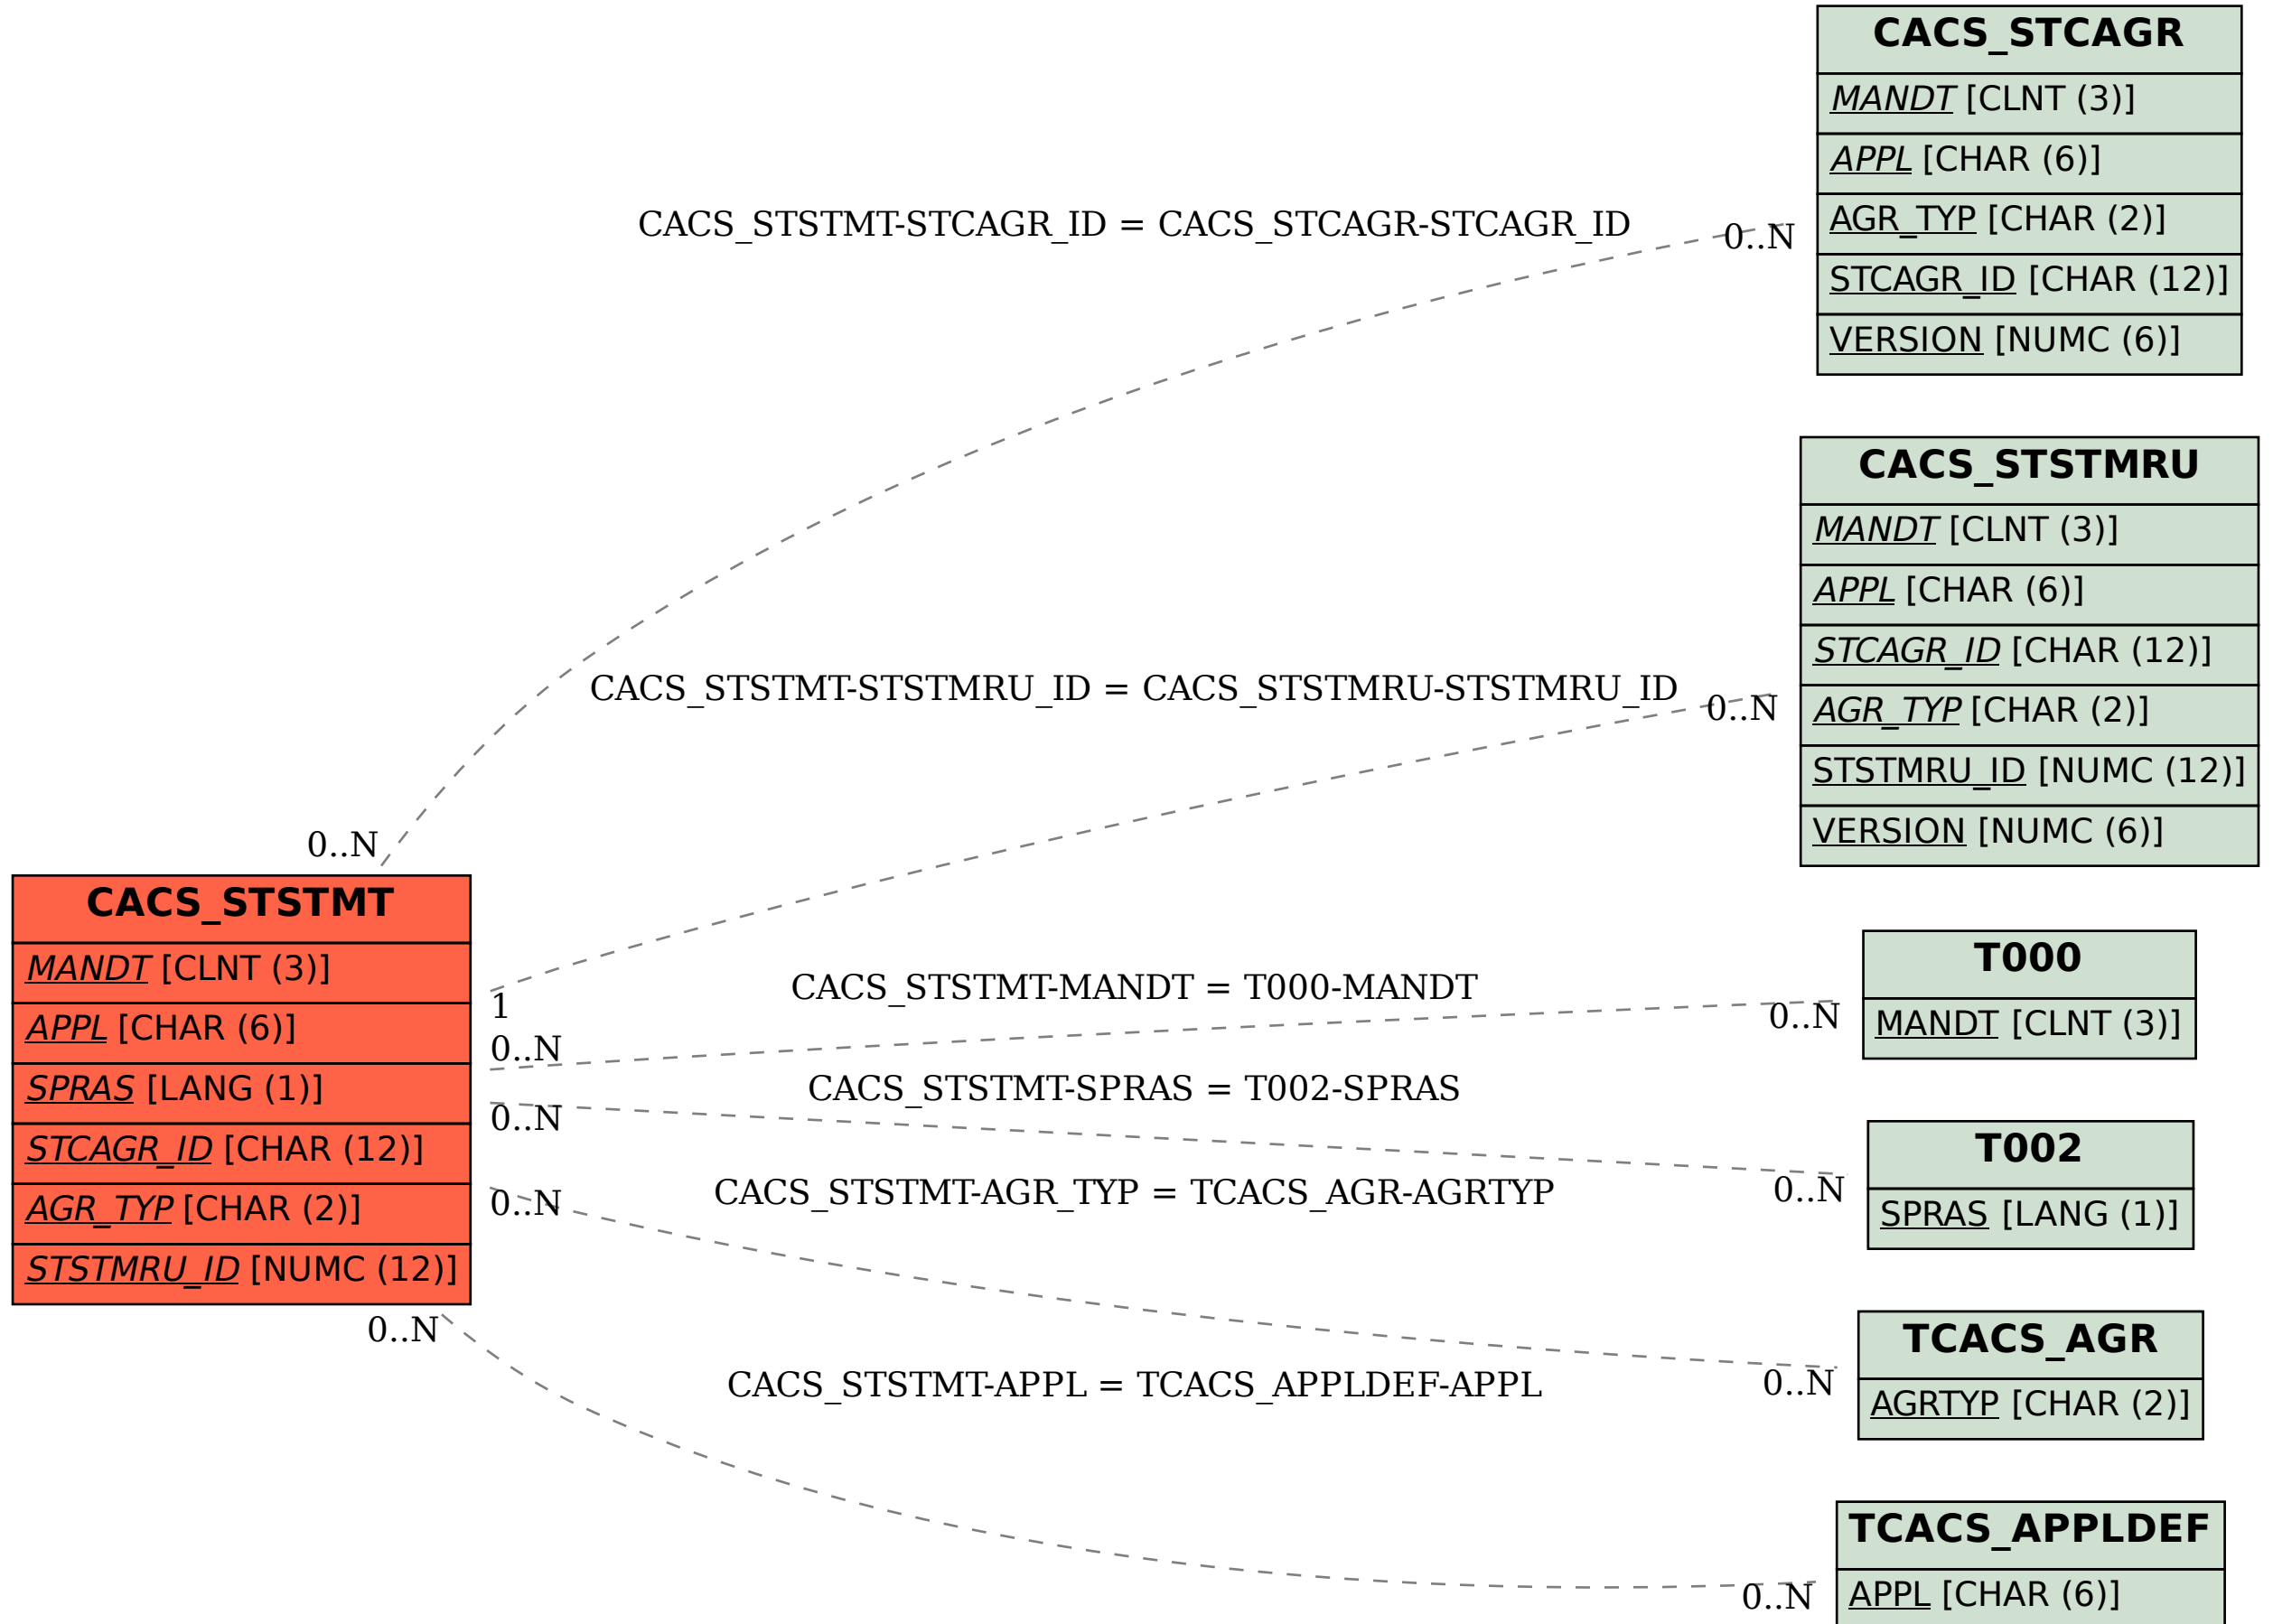 CACS_STCAGR
MANDT [CLNT (3)]
APPL [CHAR (6)]
AGR_TYP [CHAR (2)]
STCAGR_ID [CHAR (12)]
VERSION [NUMC (6)]
CACS_STSTMT-STCAGR_ID = CACS_STCAGR-STCAGR_ID
0..N
0..N
CACS_STSTMRU
MANDT [CLNT (3)]
APPL [CHAR (6)]
STCAGR_ID [CHAR (12)]
AGR_TYP [CHAR (2)]
STSTMRU_ID [NUMC (12)]
VERSION [NUMC (6)]
CACS_STSTMT-STSTMRU_ID = CACS_STSTMRU-STSTMRU_ID
0..N
1
CACS_STSTMT
MANDT [CLNT (3)]
APPL [CHAR (6)]
SPRAS [LANG (1)]
STCAGR_ID [CHAR (12)]
AGR_TYP [CHAR (2)]
STSTMRU_ID [NUMC (12)]
CACS_STSTMT-MANDT = T000-MANDT
0..N
0..N
T000
MANDT [CLNT (3)]
CACS_STSTMT-SPRAS = T002-SPRAS
0..N
0..N
T002
SPRAS [LANG (1)]
CACS_STSTMT-AGR_TYP = TCACS_AGR-AGRTYP
0..N
0..N
TCACS_AGR
AGRTYP [CHAR (2)]
CACS_STSTMT-APPL = TCACS_APPLDEF-APPL
0..N
0..N
TCACS_APPLDEF
APPL [CHAR (6)]